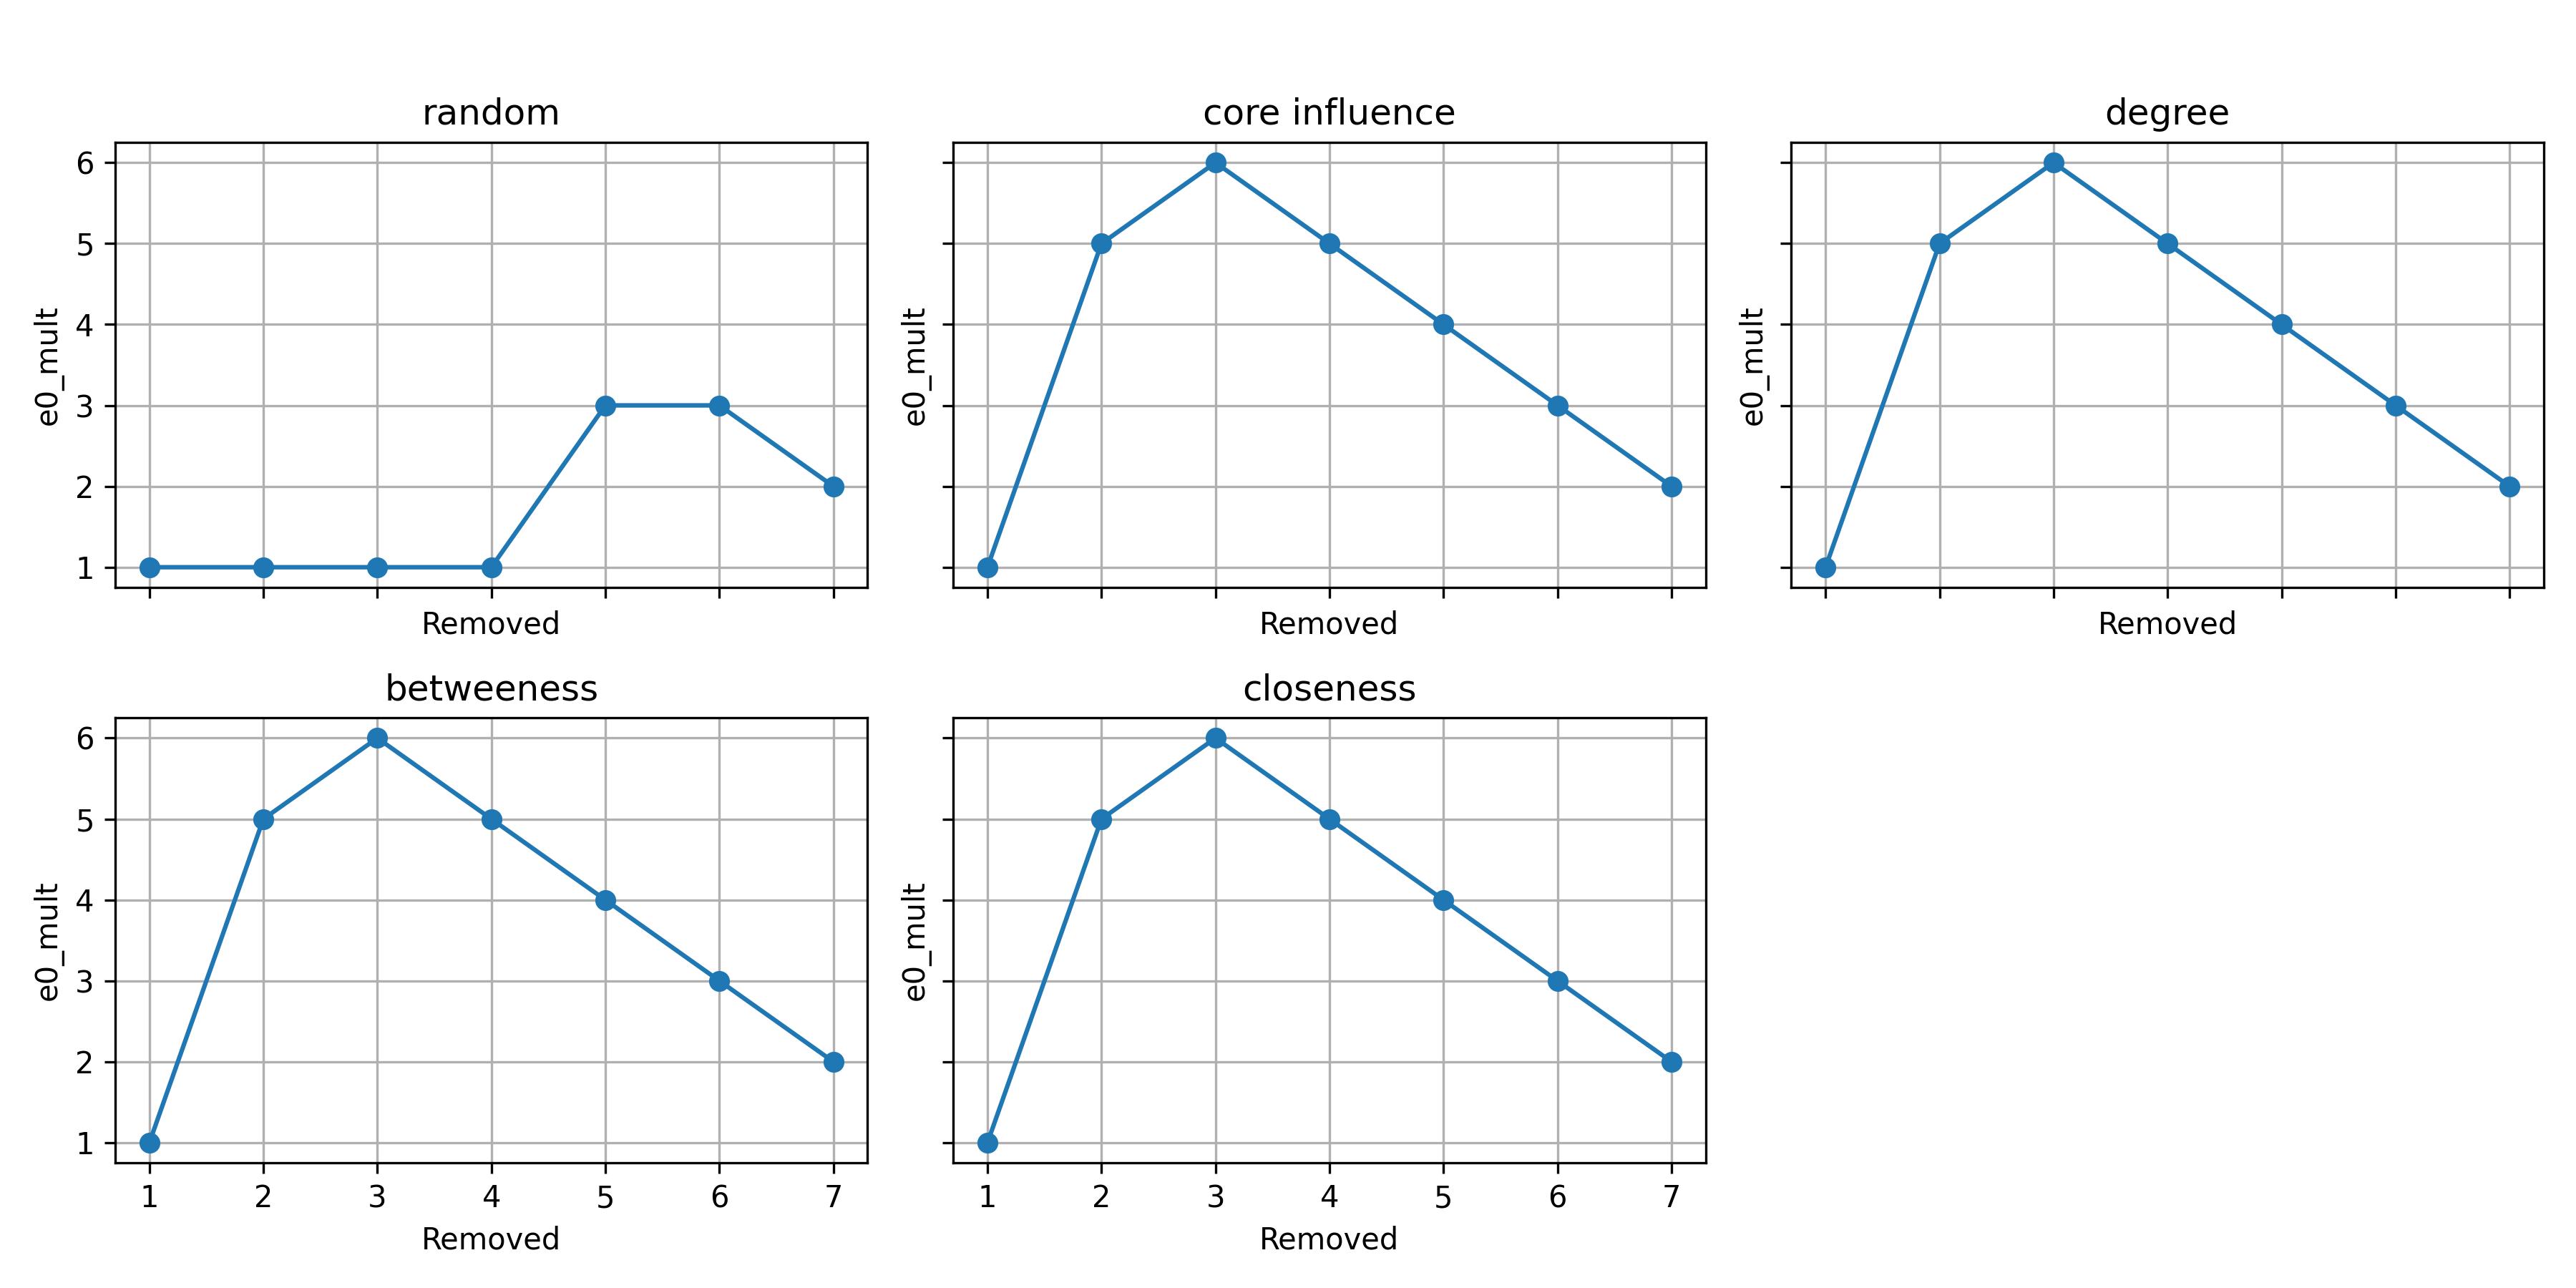 random
core influence
degree
6
5
4
3
2
1
e0_mult
e0_mult
e0_mult
Removed
Removed
Removed
betweeness
closeness
6
5
4
3
2
1
e0_mult
e0_mult
1 2 3 4 5 6 7
1 2 3 4 5 6 7
Removed
Removed